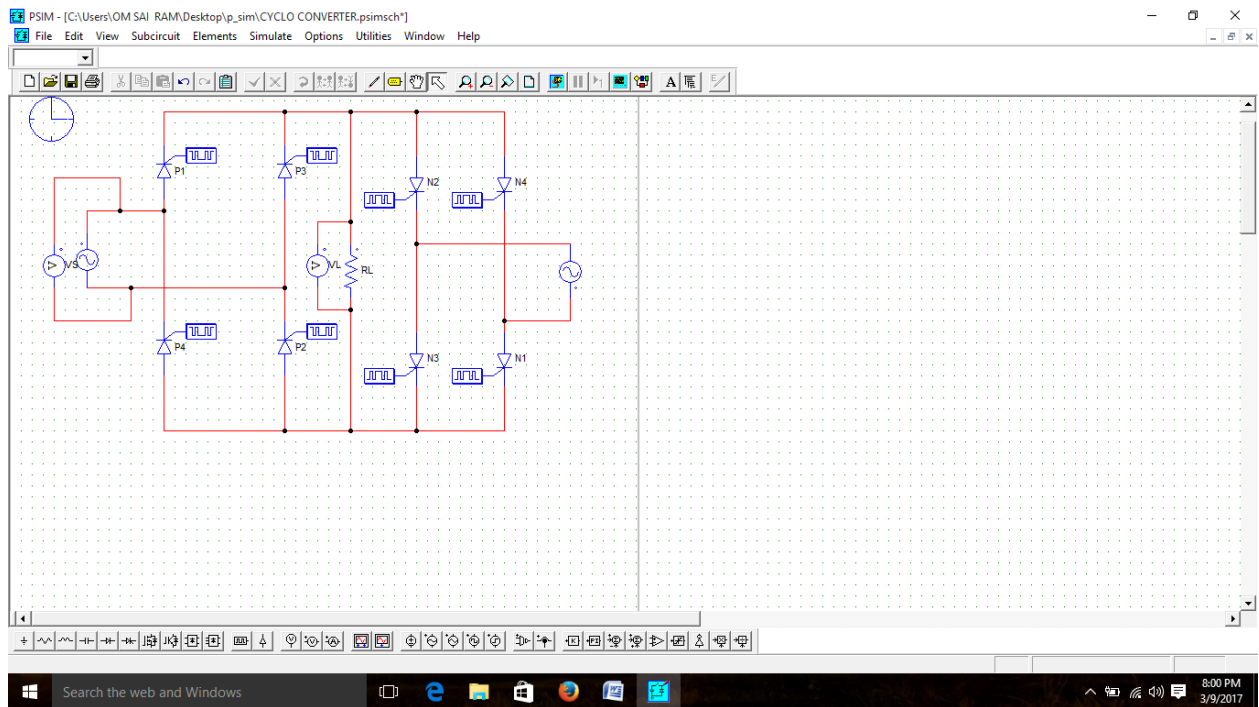 PSIM - [C:\Users\OM SAI RAM\Desktop\p_sim\CYCLO CONVERTER.psimsch*]
File Edit View Subcircuit Elements Simulate Options Utilities Window Help
P1
P3
N2
N4
VS
VL
RL
P4
P2
N3
N1
Search the web and Windows
8:00 PM
3/9/2017